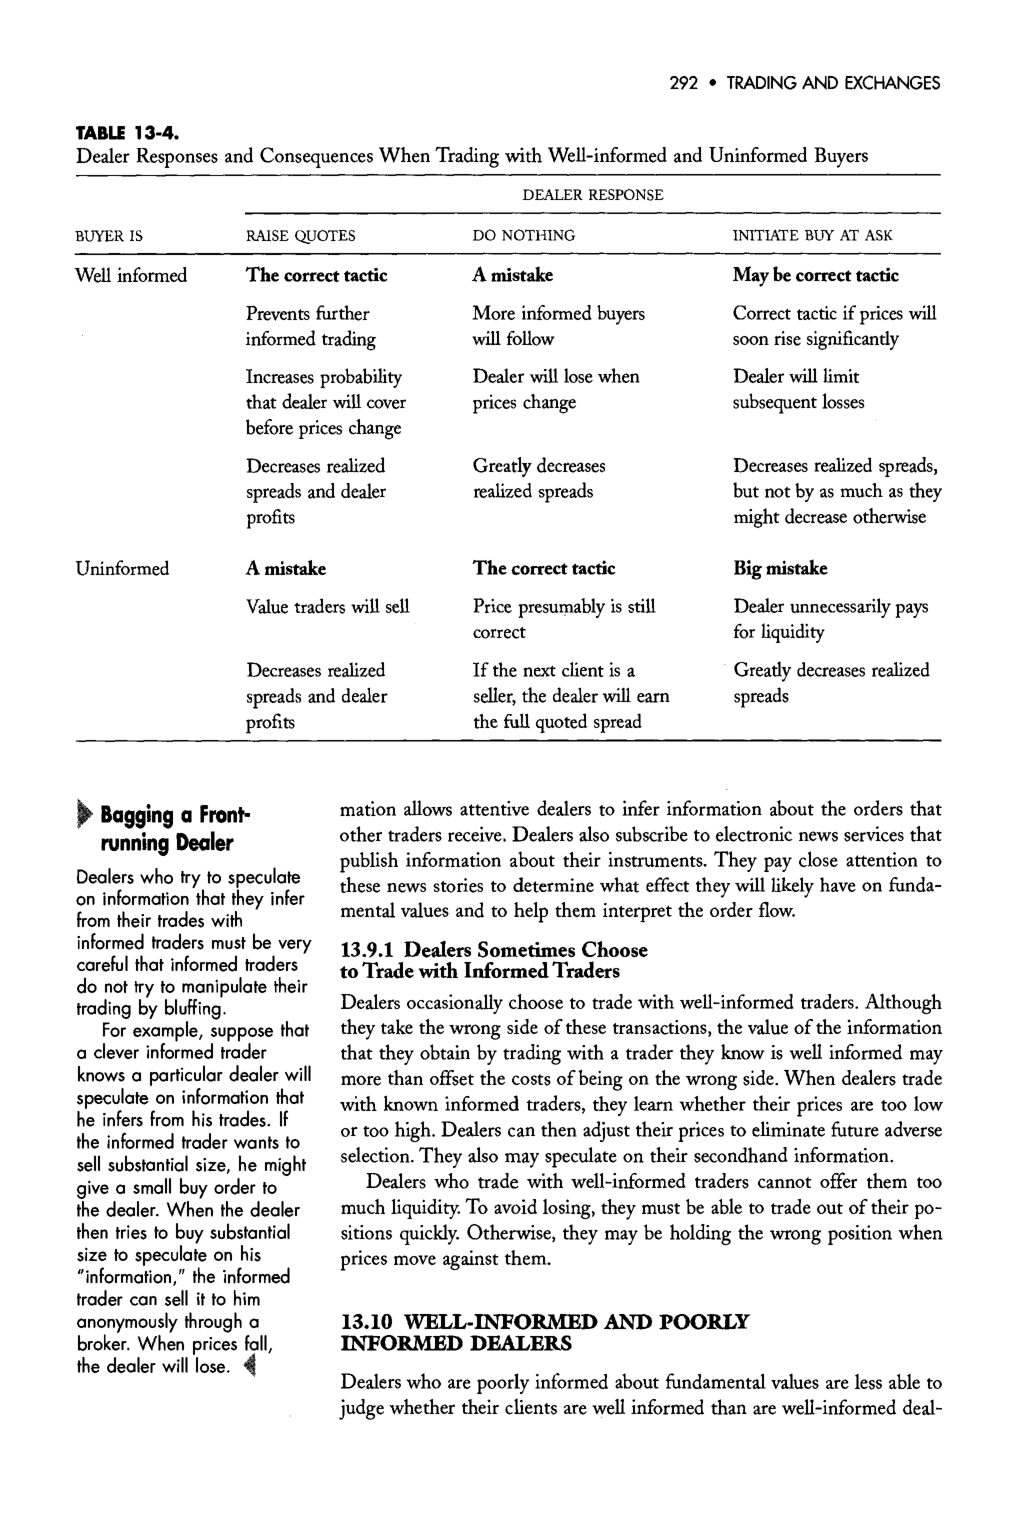 292 • TRADING AND EXCHANGES
TABLE 13-4.
Dealer Responses and Consequences When Trading with Well-informed and Uninformed Buyers
DEALER RESPONSE
BUYER IS RAISE QUOTES DO NOTHING INITIATE BUY AT ASK
Well informed The correct tactic A mistake May be correct tactic
Prevents further More informed buyers Correct tactic if prices will
informed trading will follow soon rise significantly
Increases probability Dealer will lose when Dealer will limit
that dealer will cover prices change subsequent losses
before prices change
Decreases realized Greatly decreases Decreases realized spreads,
spreads and dealer realized spreads but not by as much as they
profits might decrease otherwise
Uninformed A mistake The correct tactic Big mistake
Value traders will sell Price presumably is still Dealer unnecessarily pays
correct for liquidity
Decreases realized If the next client is a Greatly decreases realized
spreads and dealer seller, the dealer will earn spreads
profits the full quoted spread
Bagging a Front-
running Dealer
Dealers who try to speculate
on information that they infer
from their trades with
informed traders must be very
careful that informed traders
do not try to manipulate their
trading by bluffing.
For example, suppose that
a clever informed trader
knows a particular dealer will
speculate on information that
he infers from his trades. If
the informed trader wants to
sell substantial size, he might
give a small buy order to
the dealer. When the dealer
then tries to buy substantial
size to speculate on his
"information," the informed
trader can sell it to him
anonymously through a
broker. When prices fall,
the dealer will lose.
mation allows attentive dealers to infer information about the orders that
other traders receive. Dealers also subscribe to electronic news services that
publish information about their instruments. They pay close attention to
these news stories to determine what effect they will likely have on funda-
mental values and to help them interpret the order flow.
13.9.1 Dealers Sometimes Choose
to Trade with Informed Traders
Dealers occasionally choose to trade with well-informed traders. Although
they take the wrong side of these transactions, the value of the information
that they obtain by trading with a trader they know is well informed may
more than offset the costs of being on the wrong side. When dealers trade
with known informed traders, they learn whether their prices are too low
or too high. Dealers can then adjust their prices to eliminate future adverse
selection. They also may speculate on their secondhand information.
Dealers who trade with well-informed traders cannot offer them too
much liquidity. To avoid losing, they must be able to trade out of their po-
sitions quickly. Otherwise, they may be holding the wrong position when
prices move against them.
13.10 WELL-INFORMED AND POORLY
INFORMED DEALERS
Dealers who are poorly informed about fundamental values are less able to
judge whether their clients are well informed than are well-informed deal-